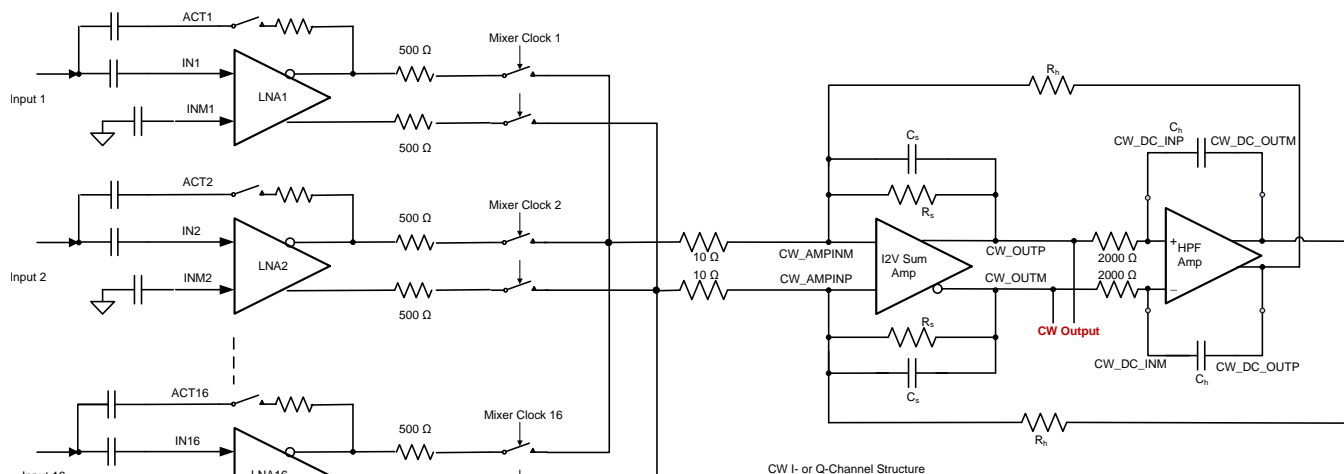 ACT1
500 Ω
Mixer Clock 1
IN1
LNA1
Input 1
INM1
500 Ω
Rh
Cs
Rs
Ch
CW_DC_INP
CW_DC_OUTM
ACT2
500 Ω
Mixer Clock 2
IN2
LNA2
Input 2
INM2
500 Ω
10 Ω
10 Ω
CW_AMPINM
CW_AMPINP
I2V Sum
Amp
CW_OUTP
CW_OUTM
2000 Ω
2000 Ω
+
HPF
Amp
–
CW Output
Rs
Cs
CW_DC_INM
Ch
CW_DC_OUTP
ACT16
500 Ω
Mixer Clock 16
IN16
LNA16
Rh
CW I- or Q-Channel Structure